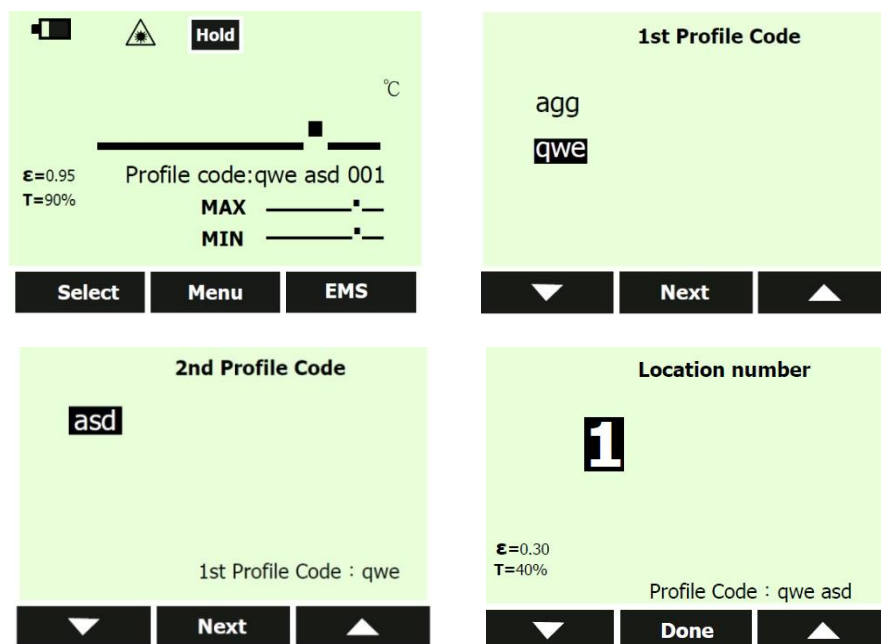 Hold
℃
ε=0.95
Profile code:qwe asd 001
T=90%
MAX
MIN
Select Menu EMS
1st Profile Code
agg
qwe
Next
2nd Profile Code
asd
1st Profile Code : qwe
Next
Location number
1
ε=0.30
T=40%
Profile Code : qwe asd
Done